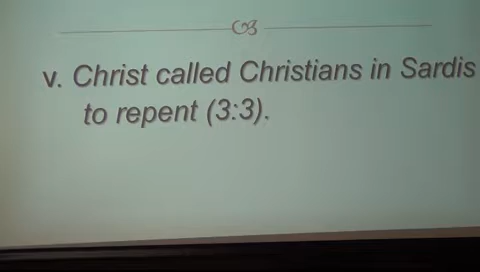 v. Christ called Christians in Sardis
to repent (3:3).